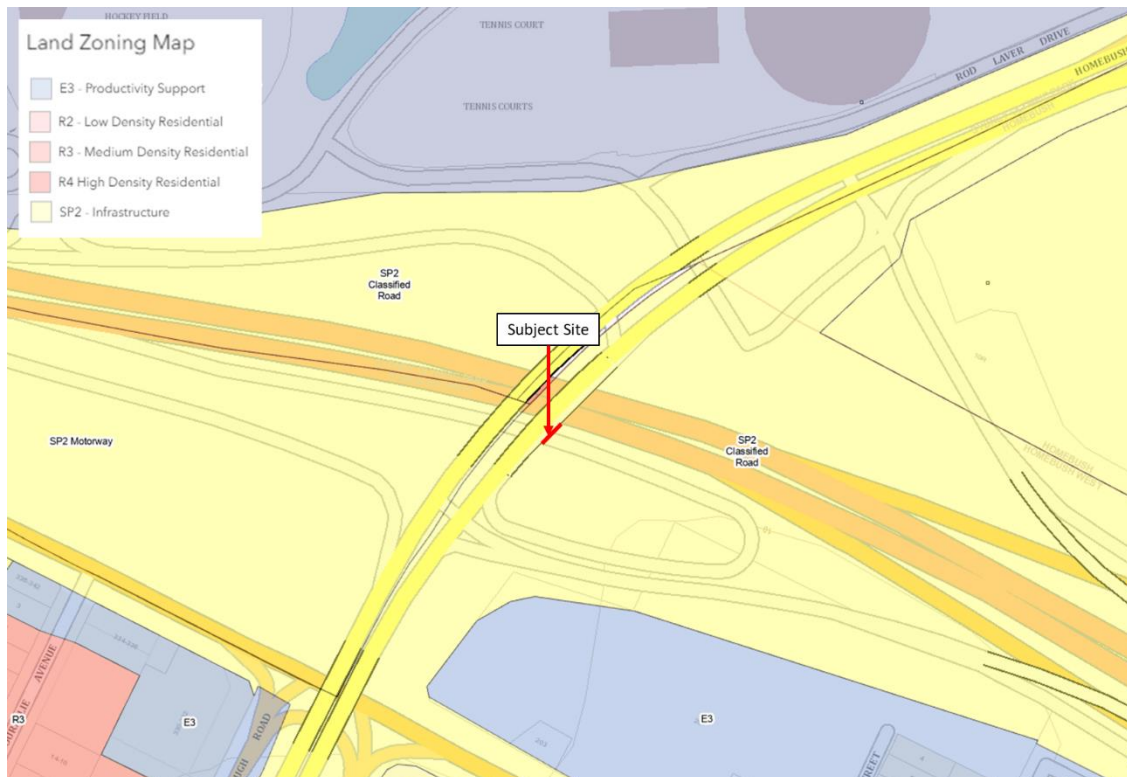 HOCKEY FIELD
Land Zoning Map
E3 - Productivity Support
R2 - Low Density Residential
R3 - Medium Density Residential
R4 High Density Residential
SP2 - Infrastructure
TENNIS COURT
TENNIS COURTS
ROD LAVER DRIVE
HOMEBUSH
HOMEBUSH
SP2
Classified
Road
Subject Site
SP2 Motorway
SP2
Classified
Road
HOMEBUSH
HOMEBUSH WEST
AVENUE
R3
E3
ROAD
E3
STREET